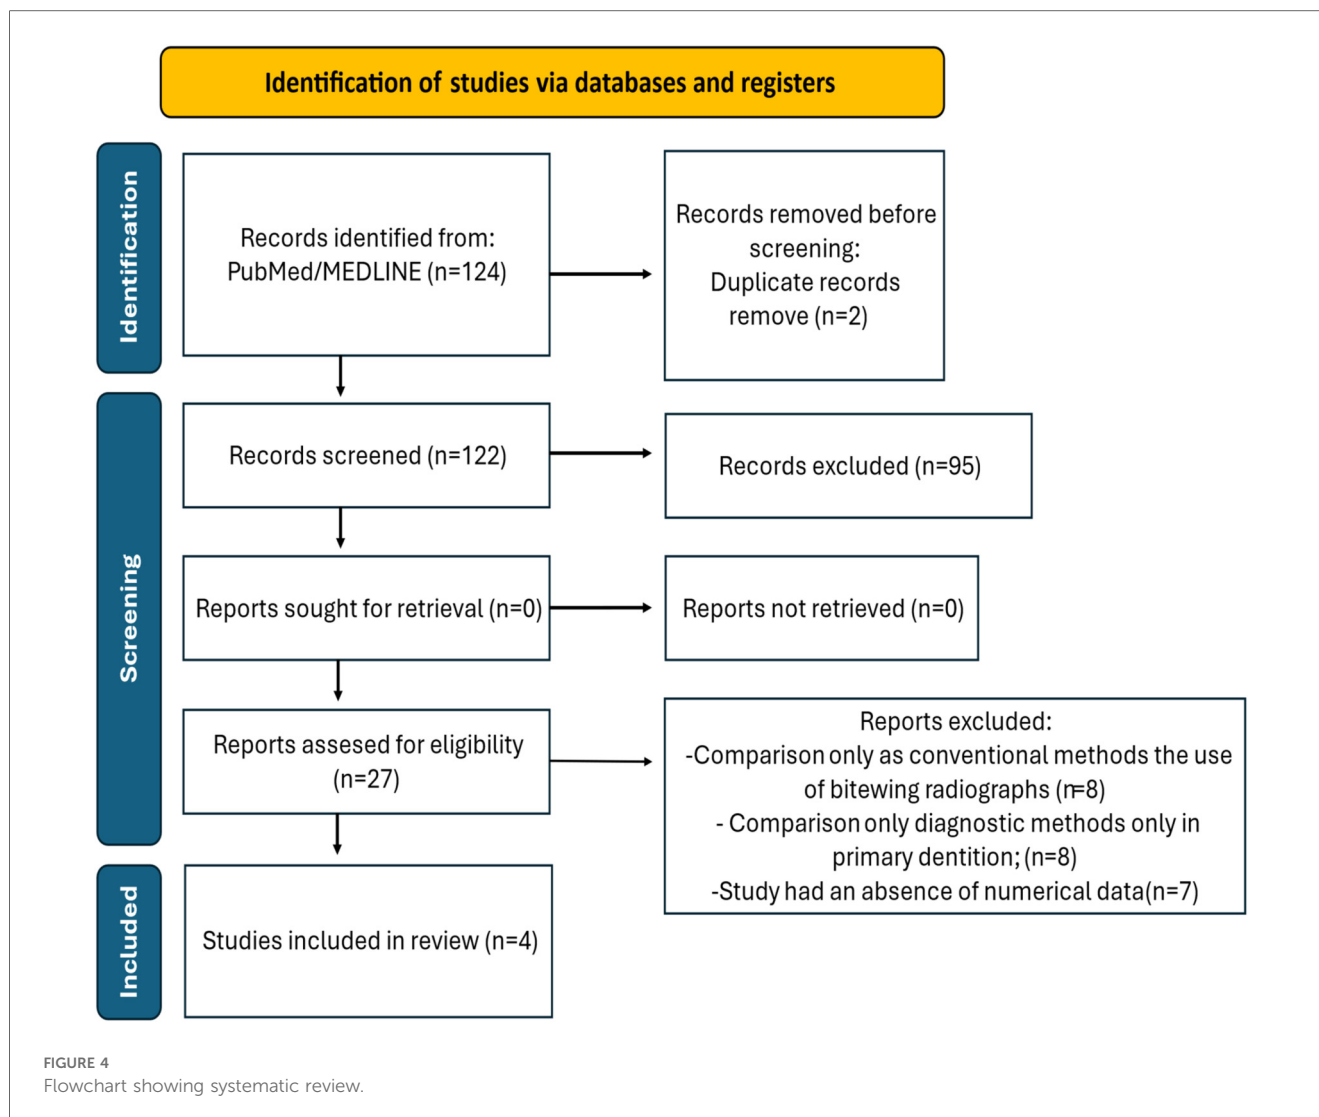 Identification of studies via databases and registers
Identification
Records identified from:
PubMed/MEDLINE (n=124)
Records removed before
screening:
Duplicate records
remove (n=2)
Screening
Records screened (n=122)
Records excluded (n=95)
Reports sought for retrieval (n=0)
Reports not retrieved (n=0)
Reports assesed for eligibility
(n=27)
Reports excluded:
-Comparison only as conventional methods the use
of bitewing radiographs (n=8)
- Comparison only diagnostic methods only in
primary dentition; (n=8)
-Study had an absence of numerical data(n=7)
Included
Studies included in review (n=4)
FIGURE 4
Flowchart showing systematic review.